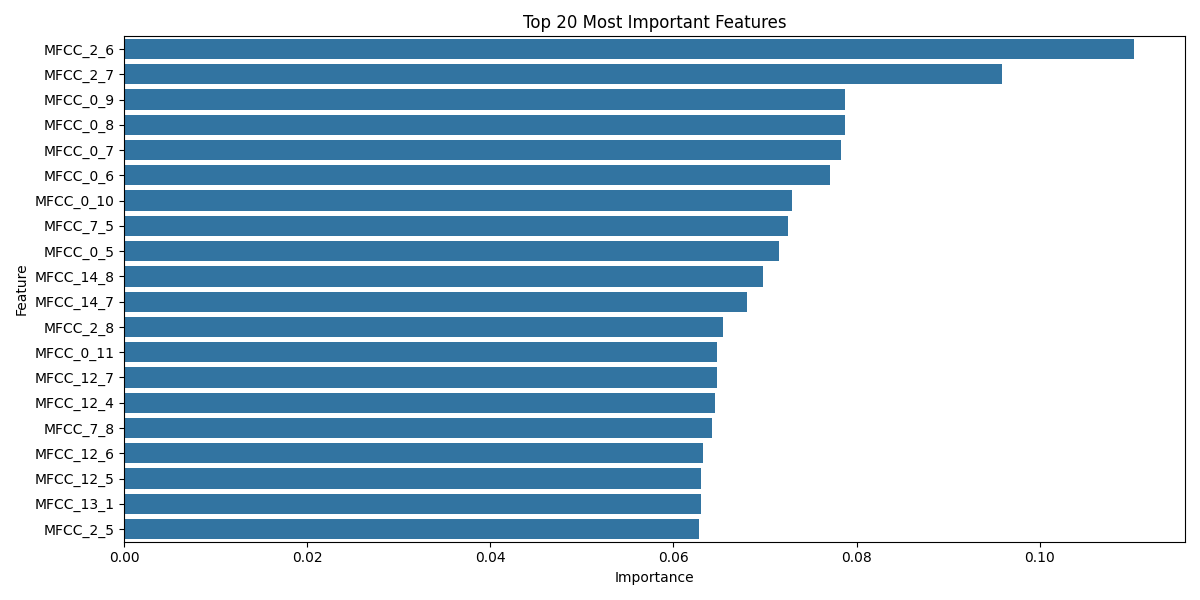 Top 20 Most Important Features
MFCC_2_6
MFCC_2_7
MFCC_0_9
MFCC_0_8
MFCC_0_7
MFCC_0_6
MFCC_0_10
MFCC_7_5
MFCC_0_5
MFCC_14_8
MFCC_14_7
MFCC_2_8
MFCC_0_11
MFCC_12_7
MFCC_12_4
MFCC_7_8
MFCC_12_6
MFCC_12_5
MFCC_13_1
MFCC_2_5
Feature
0.00 0.02 0.04 0.06 0.08 0.10
Importance